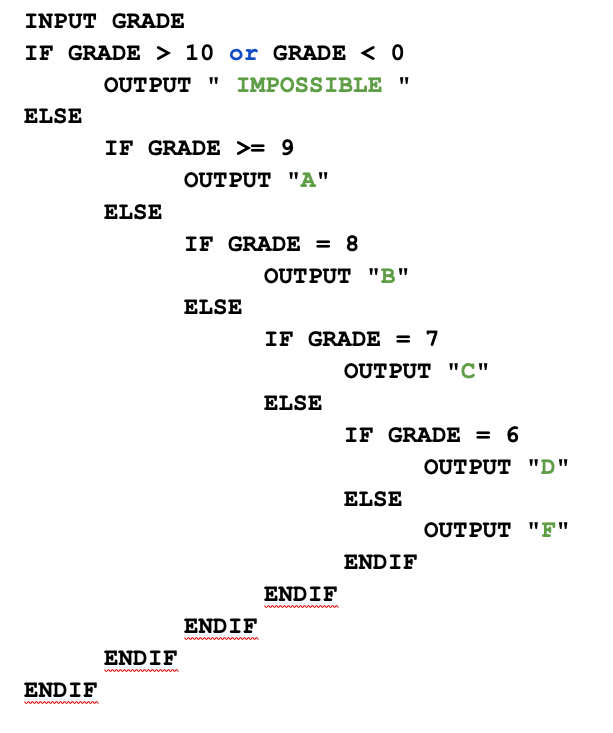 INPUT GRADE
IF GRADE > 10 or GRADE < 0
OUTPUT " IMPOSSIBLE "
ELSE
IF GRADE >= 9
OUTPUT "A"
ELSE
IF GRADE = 8
OUTPUT "B"
ELSE
IF GRADE = 7
OUTPUT "C"
ELSE
IF GRADE = 6
OUTPUT "D"
ELSE
OUTPUT "F"
ENDIF
ENDIF
ENDIF
ENDIF
ENDIF